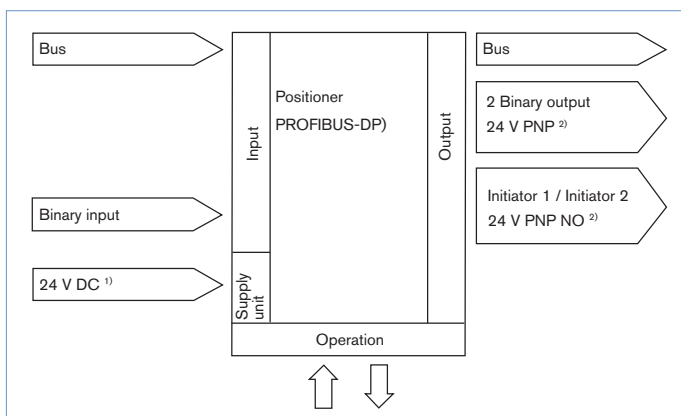 Bus
Binary input
24 V DC 1)
Input
Supply
unit
Positioner
PROFIBUS-DP)
Output
Operation
Bus
2 Binary output
24 V PNP 2)
Initiator 1 / Initiator 2
24 V PNP NO 2)